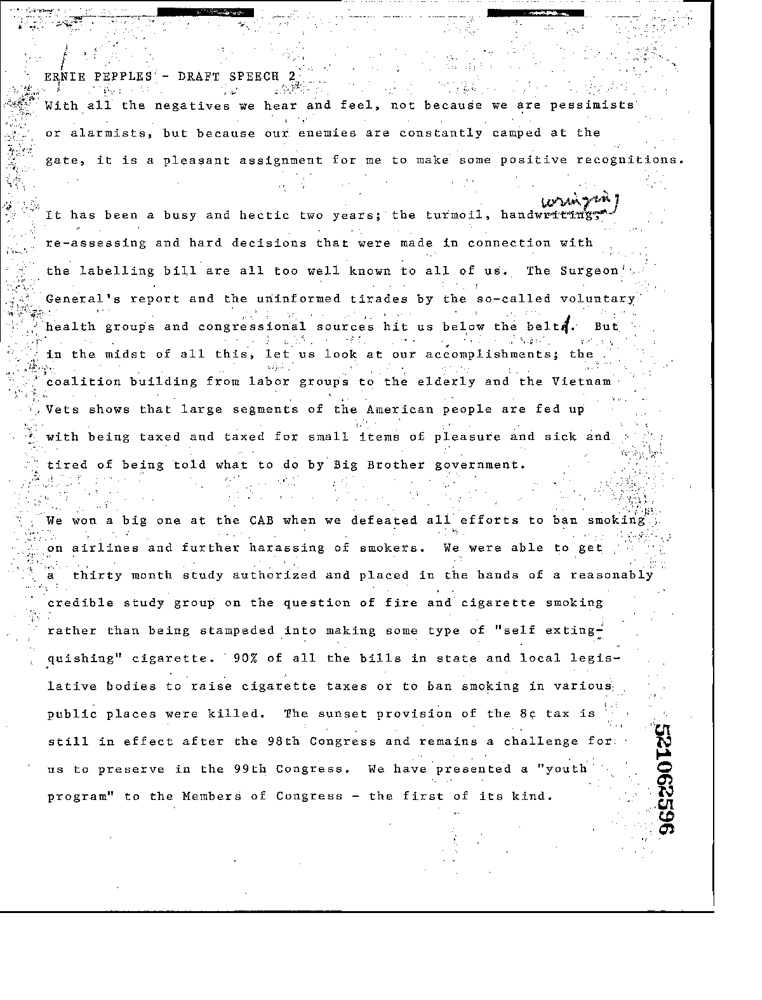 ERNIE PEPPLES - DRAFT SPEECH 2
With all the negatives we hear and feel, not because we are pessimists
or alarmists, but because our enemies are constantly camped at the
gate, it is a pleasant assignment for me to make some positive recognitions.
wringing
It has been a busy and hectic two years; the turmoil, handwriting,
re-assessing and hard decisions that were made in connection with
the labelling bill are all too well known to all of us. The Surgeon
General's report and the uninformed tirades by the so-called voluntary
health groups and congressional sources hit us below the belt. But
in the midst of all this, let us look at our accomplishments; the
coalition building from labor groups to the elderly and the Vietnam
Vets shows that large segments of the American people are fed up
with being taxed and taxed for small items of pleasure and sick and
tired of being told what to do by Big Brother government.
We won a big one at the CAB when we defeated all efforts to ban smoking
on airlines and further harassing of smokers. We were able to get
a thirty month study authorized and placed in the hands of a reasonably
credible study group on the question of fire and cigarette smoking
rather than being stampeded into making some type of "self exting-
quishing" cigarette. 90% of all the bills in state and local legis-
lative bodies to raise cigarette taxes or to ban smoking in various
public places were killed. The sunset provision of the 8¢ tax is
still in effect after the 98th Congress and remains a challenge for
us to preserve in the 99th Congress. We have presented a "youth
program" to the Members of Congress - the first of its kind.
521062596